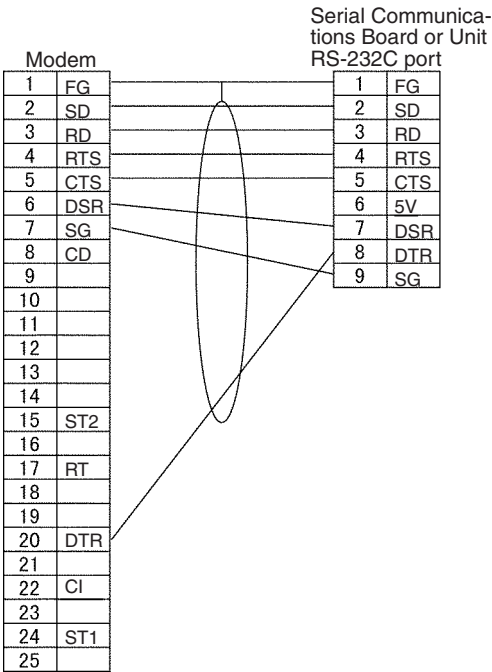 Serial Communica-
tions Board or Unit
RS-232C port
Modem
1 FG
2 SD
3 RD
4 RTS
5 CTS
6 DSR
7 SG
8 CD
9
10
11
12
13
14
15 ST2
16
17 RT
18
19
20 DTR
21
22 CI
23
24 ST1
25
1 FG
2 SD
3 RD
4 RTS
5 CTS
6 5V
7 DSR
8 DTR
9 SG